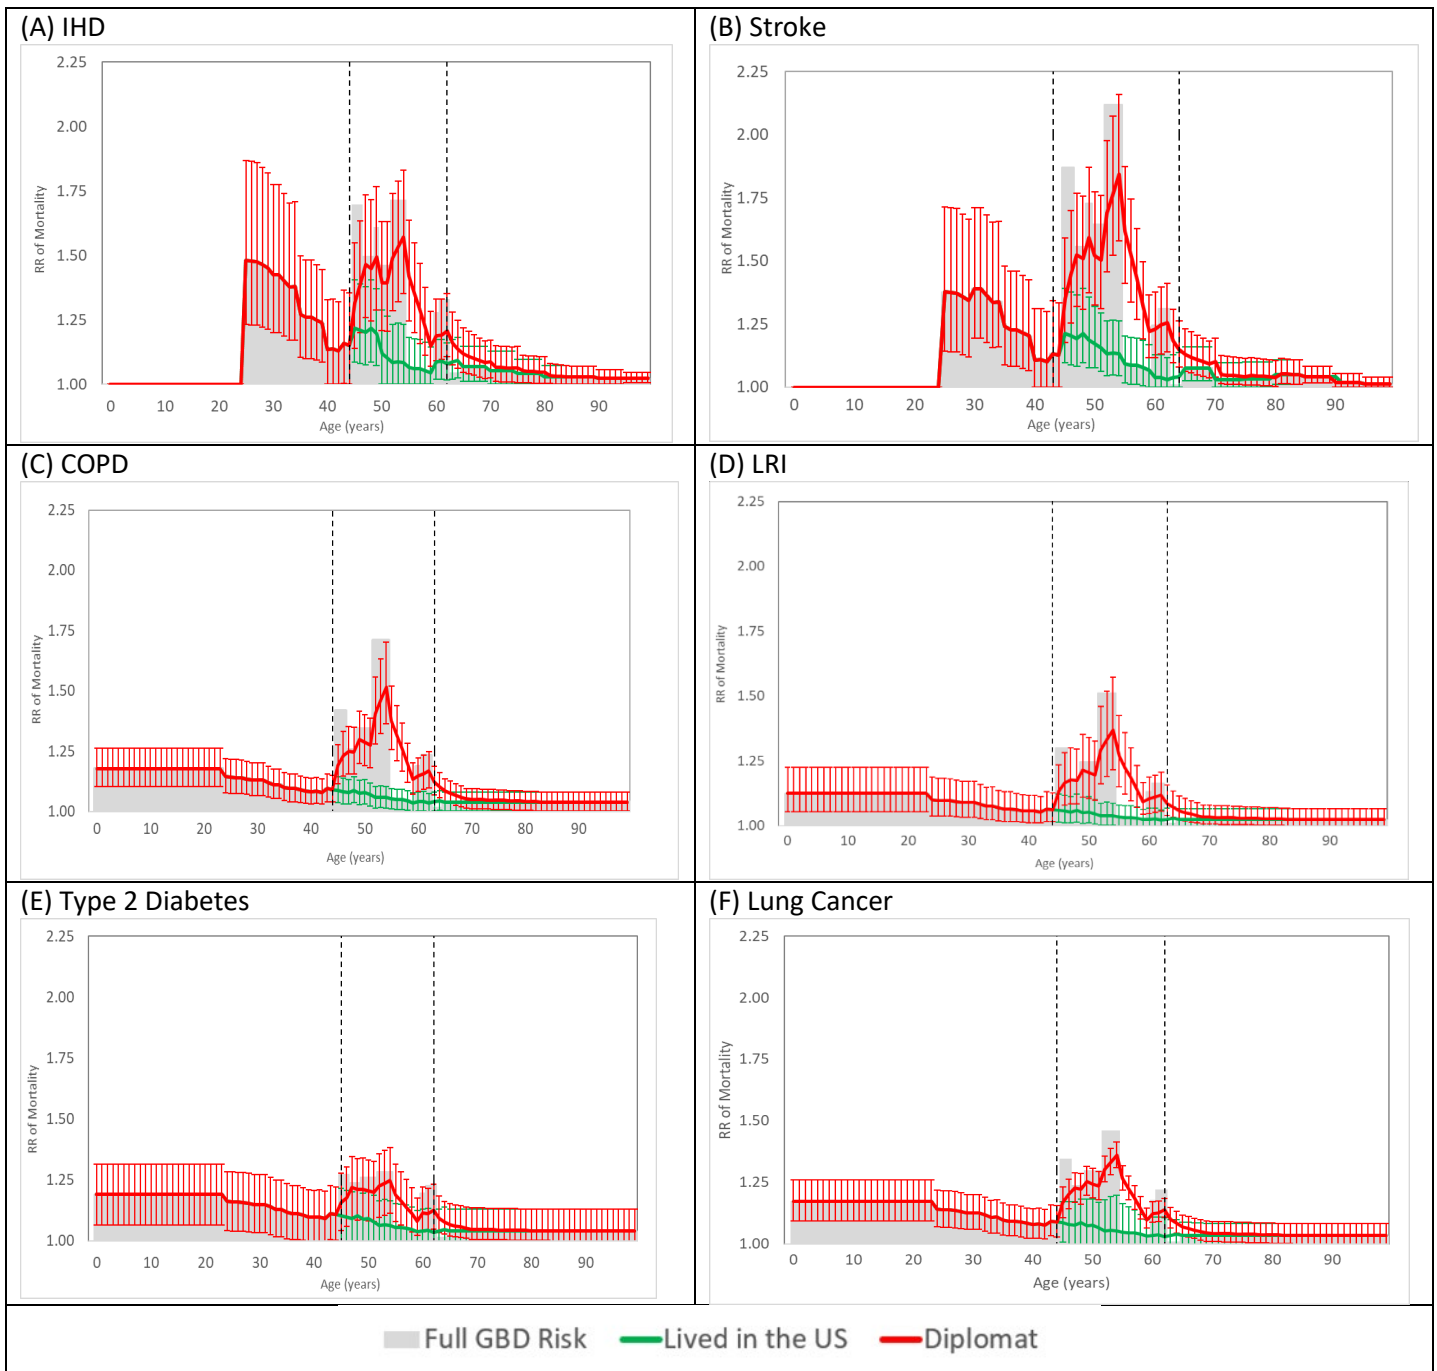 (A) IHD
2.25
2.00
1.75
1.50
1.25
1.00
RR of Mortality
0 10 20 30 40 50 60 70 80 90
Age (years)
(B) Stroke
2.25
2.00
1.75
1.50
1.25
1.00
RR of Mortality
0 10 20 30 40 50 60 70 80 90
Age (years)
(C) COPD
2.25
2.00
1.75
1.50
1.25
1.00
RR of Mortality
0 10 20 30 40 50 60 70 80 90
Age (years)
(D) LRI
2.25
2.00
1.75
1.50
1.25
1.00
RR of Mortality
0 10 20 30 40 50 60 70 80 90
Age (years)
(E) Type 2 Diabetes
2.25
2.00
1.75
1.50
1.25
1.00
RR of Mortality
0 10 20 30 40 50 60 70 80 90
Age (years)
(F) Lung Cancer
2.25
2.00
1.75
1.50
1.25
1.00
RR of Mortality
0 10 20 30 40 50 60 70 80 90
Age (years)
Full GBD Risk Lived in the US Diplomat